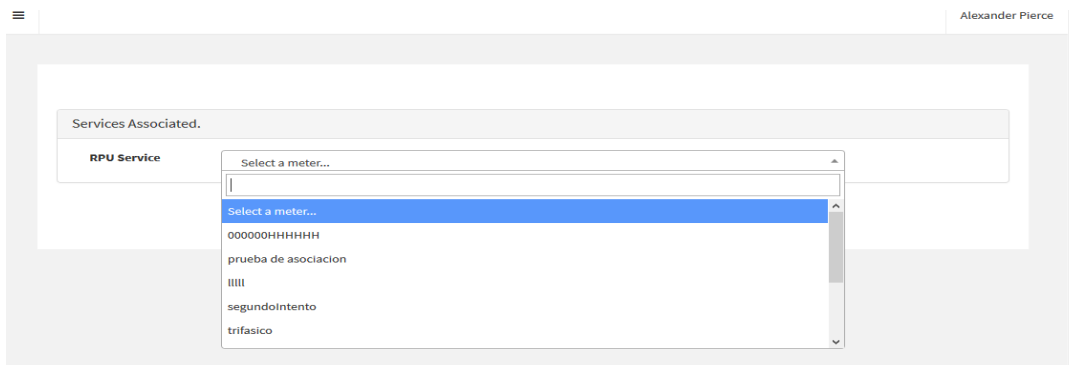 Alexander Pierce
Services Associated.
RPU Service
Select a meter...
Select a meter...
000000HHHHHH
prueba de asociacion
lllll
segundoIntento
trifasico